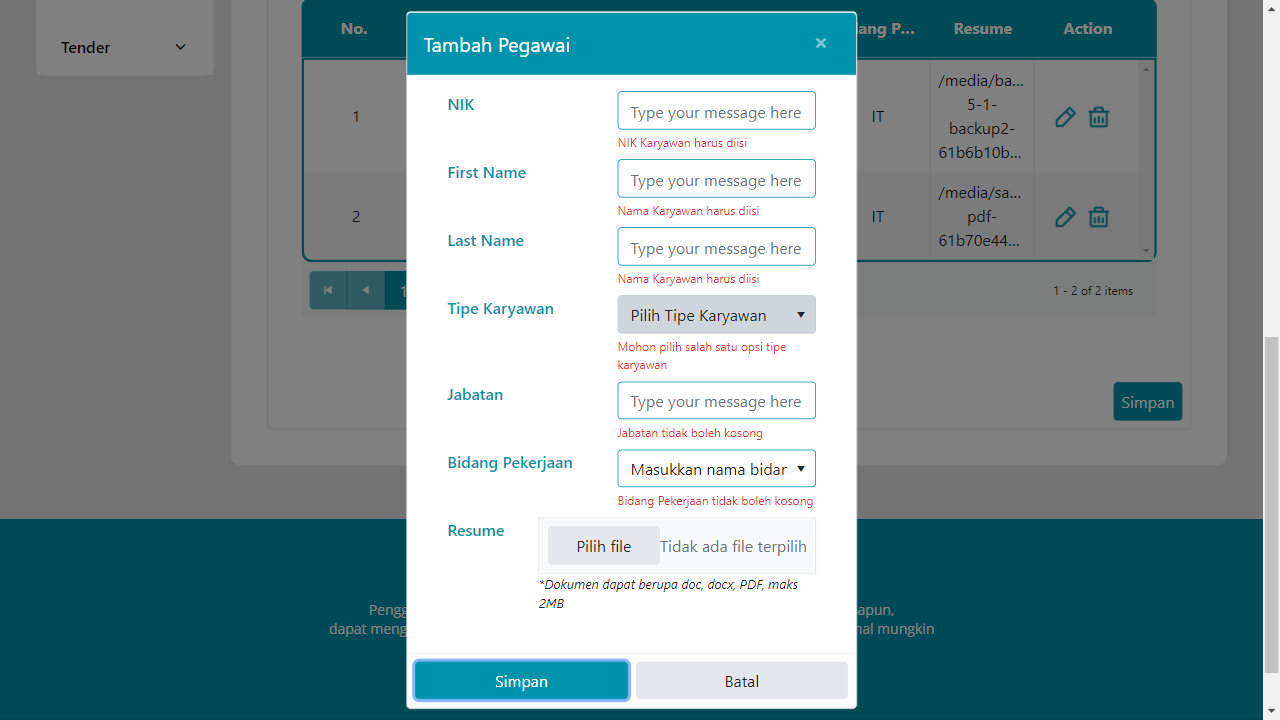 Tender
No.
lang P...
Resume
Action
1
IT
/media/ba...
5-1-
backup2-
61b6b10b...
2
IT
/media/sa...
pdf-
61b70e44...
1
1 - 2 of 2 items
Simpan
Tambah Pegawai
×
NIK
Type your message here
NIK Karyawan harus diisi
First Name
Type your message here
Nama Karyawan harus diisi
Last Name
Type your message here
Nama Karyawan harus diisi
Tipe Karyawan
Pilih Tipe Karyawan
Mohon pilih salah satu opsi tipe
karyawan
Jabatan
Type your message here
Jabatan tidak boleh kosong
Bidang Pekerjaan
Masukkan nama bidar
Bidang Pekerjaan tidak boleh kosong
Resume
Pilih file
Tidak ada file terpilih
*Dokumen dapat berupa doc, docx, PDF, maks
2MB
Simpan
Batal
Pengg
apun,
dapat meng
nal mungkin